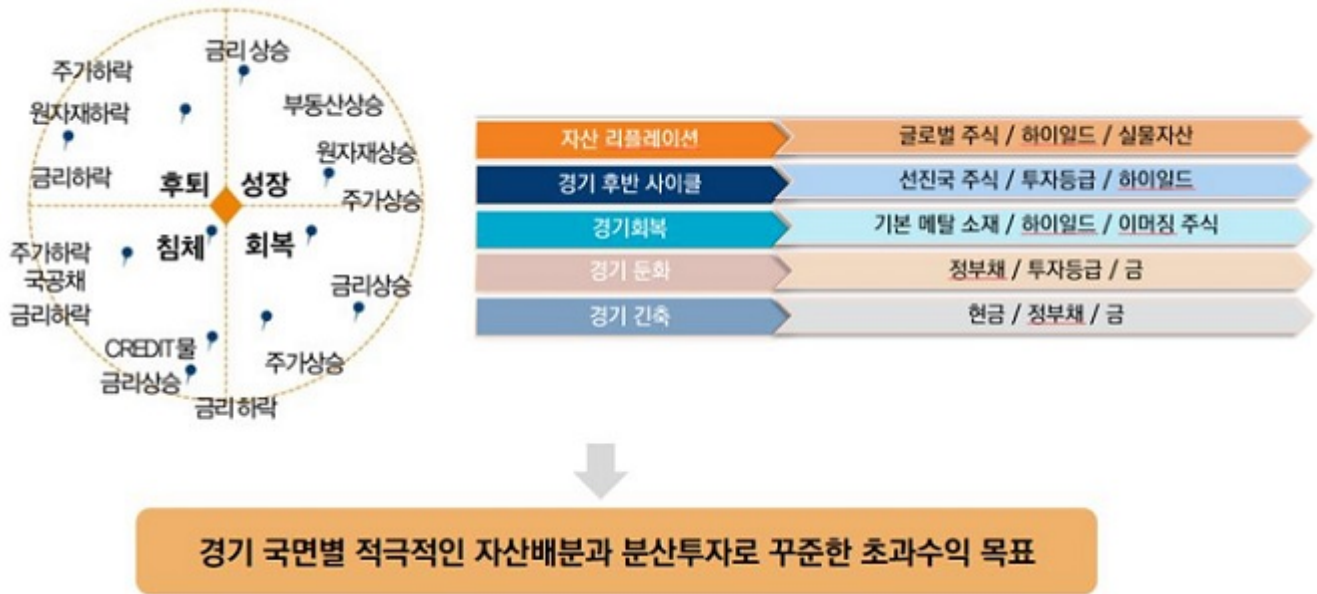 금리 상승
주가하락
부동산상승
원자재하락
원자재상승
금리하락
후퇴
성장
주가상승
침체
회복
주가하락
국공채
금리하락
금리상승
CREDIT 물
금리상승
주가상승
금리 하락
자산 리플레이션
글로벌 주식 / 하이일드 / 실물자산
경기 후반 사이클
선진국 주식 / 투자등급 / 하이일드
경기회복
기본 메탈 소재 / 하이일드 / 이머징 주식
경기 둔화
정부채 / 투자등급 / 금
경기 긴축
현금 / 정부채 / 금
경기 국면별 적극적인 자산배분과 분산투자로 꾸준한 초과수익 목표